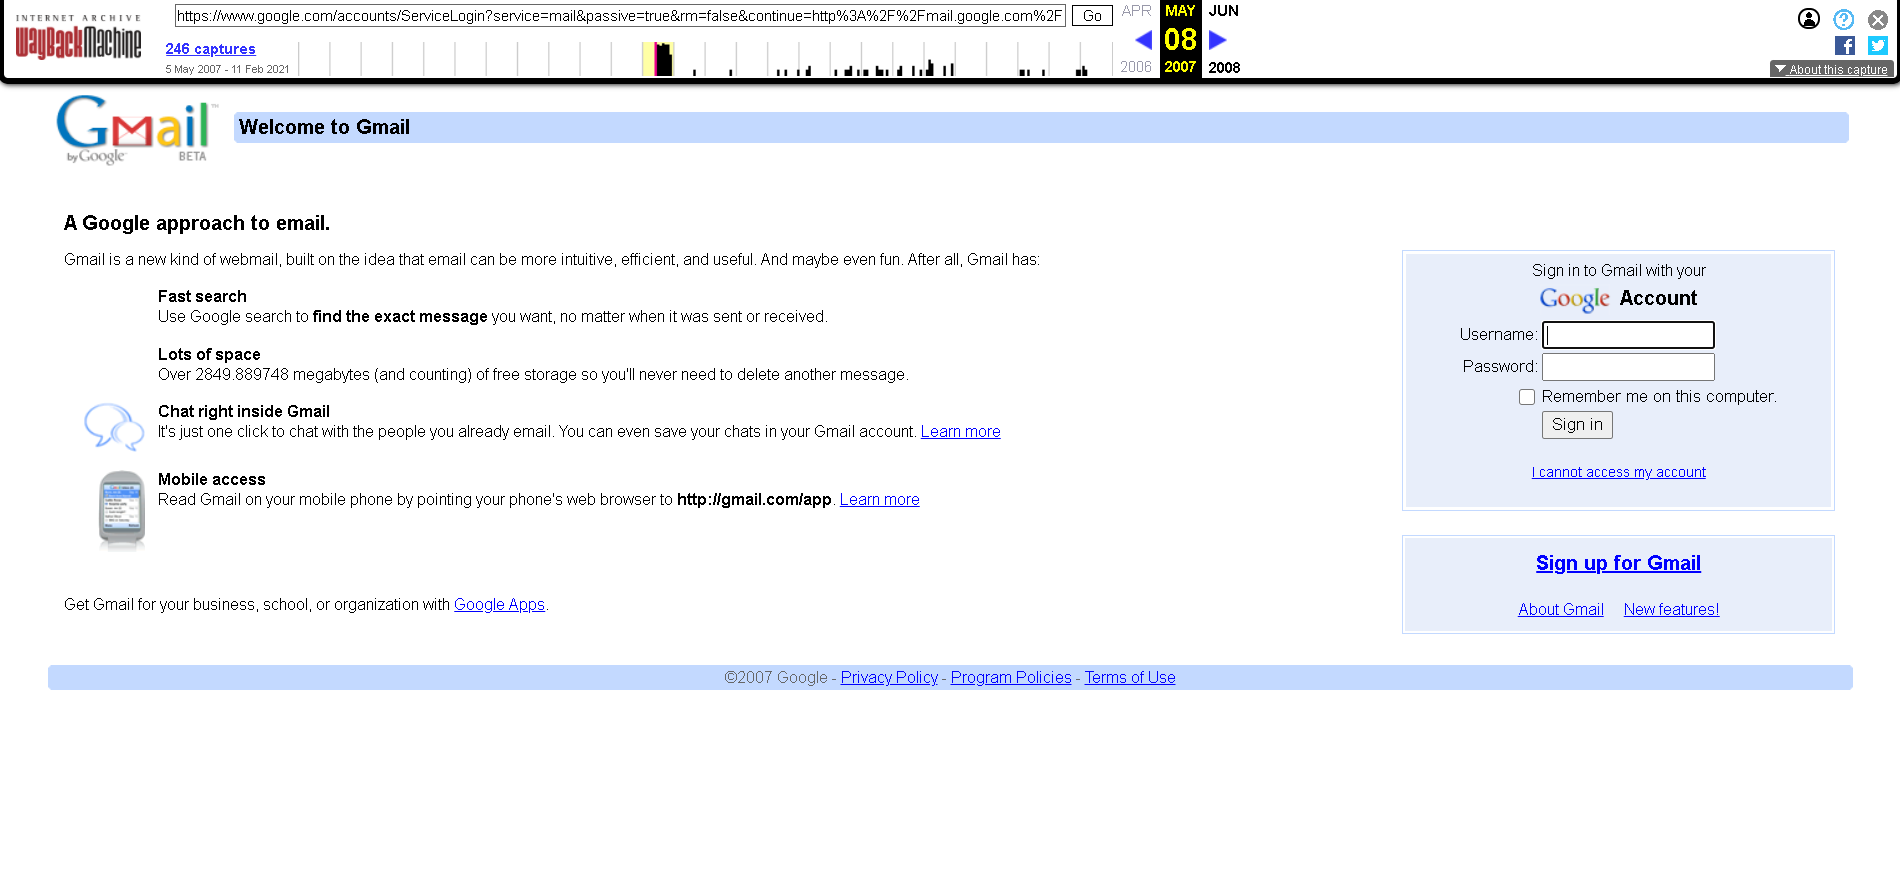 INTERNET ARCHIVE
WayBackMachine
https://www.google.com/accounts/ServiceLogin?service=mail&passive=true&rm=false&continue=http%3A%2F%2Fmail.google.com%2F
Go
246 captures
5 May 2007 - 11 Feb 2021
APR MAY JUN
08
2006 2007 2008
About this capture
Gmail™
by Google BETA
Welcome to Gmail
A Google approach to email.
Gmail is a new kind of webmail, built on the idea that email can be more intuitive, efficient, and useful. And maybe even fun. After all, Gmail has:
Fast search
Use Google search to find the exact message you want, no matter when it was sent or received.
Lots of space
Over 2849.889748 megabytes (and counting) of free storage so you'll never need to delete another message.
Chat right inside Gmail
It's just one click to chat with the people you already email. You can even save your chats in your Gmail account. Learn more
Mobile access
Read Gmail on your mobile phone by pointing your phone's web browser to http://gmail.com/app. Learn more
Get Gmail for your business, school, or organization with Google Apps.
Sign in to Gmail with your
Google Account
Username:
Password:
Remember me on this computer.
Sign in
I cannot access my account
Sign up for Gmail
About Gmail New features!
©2007 Google - Privacy Policy - Program Policies - Terms of Use